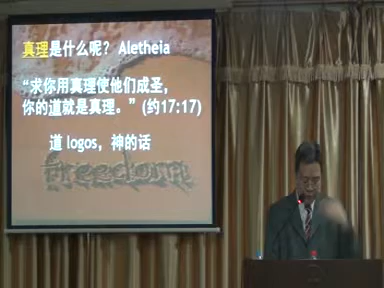 真理是什么呢? Aletheia
“求你用真理使他们成圣,
你的道就是真理。” (约17:17)
道 logos, 神的话
freedom